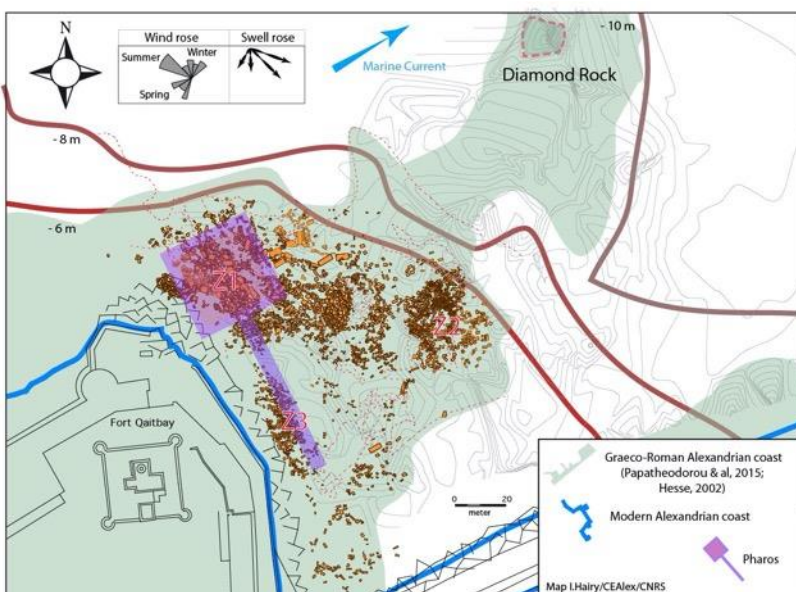 N
Wind rose
Swell rose
Summer
Winter
Spring
Marine Current
- 10 m
Diamond Rock
- 8 m
- 6 m
Z1
Z2
Z3
Fort Qaitbay
0 20
meter
Graeco-Roman Alexandrian coast
(Papatheodorou & al, 2015;
Hesse, 2002)
Modern Alexandrian coast
Pharos
Map I.Hairy/CEAlex/CNRS